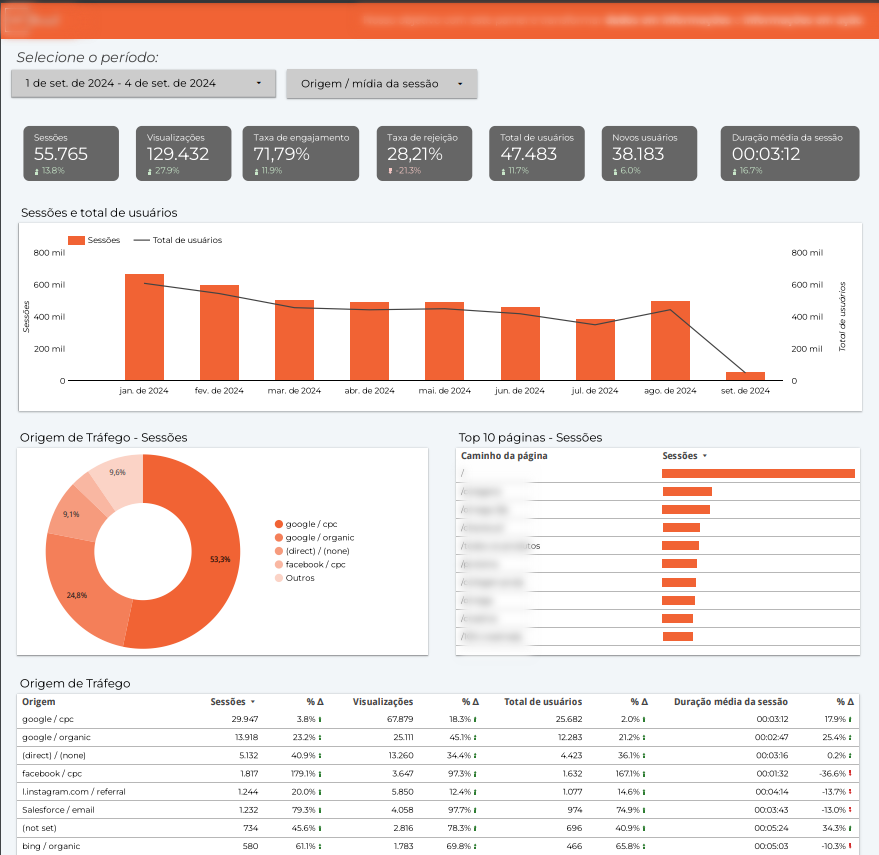 Selecione o período:
1 de set. de 2024 - 4 de set. de 2024
Origem / mídia da sessão
Sessões
55.765
13.8%
Visualizações
129.432
27.9%
Taxa de engajamento
71,79%
11.9%
Taxa de rejeição
28,21%
-21.3%
Total de usuários
47.483
11.7%
Novos usuários
38.183
6.0%
Duração média da sessão
00:03:12
16.7%
Sessões e total de usuários
Sessões
Total de usuários
800 mil
600 mil
400 mil
200 mil
0
Sessões
800 mil
600 mil
400 mil
200 mil
0
Total de usuários
jan. de 2024 fev. de 2024 mar. de 2024 abr. de 2024 mai. de 2024 jun. de 2024 jul. de 2024 ago. de 2024 set. de 2024
Origem de Tráfego - Sessões
9,6%
9,1%
24,8%
53,3%
google / cpc
google / organic
(direct) / (none)
facebook / cpc
Outros
Top 10 páginas - Sessões
Caminho da página Sessões
/
Origem de Tráfego
Origem Sessões % Δ Visualizações % Δ Total de usuários % Δ Duração média da sessão % Δ
google / cpc 29.947 3.8% 67.879 18.3% 25.682 2.0% 00:03:12 17.9%
google / organic 13.918 23.2% 25.111 45.1% 12.283 21.2% 00:02:47 25.4%
(direct) / (none) 5.132 40.9% 13.260 34.4% 4.423 36.1% 00:03:16 0.2%
facebook / cpc 1.817 179.1% 3.647 97.3% 1.632 167.1% 00:01:32 -36.6%
l.instagram.com / referral 1.244 20.0% 5.850 12.4% 1.077 14.6% 00:04:14 -13.7%
Salesforce / email 1.232 79.3% 4.058 97.7% 974 74.9% 00:03:43 -13.0%
(not set) 734 45.6% 2.816 78.3% 696 40.9% 00:05:24 34.3%
bing / organic 580 61.1% 1.783 69.8% 466 65.8% 00:05:03 -10.3%